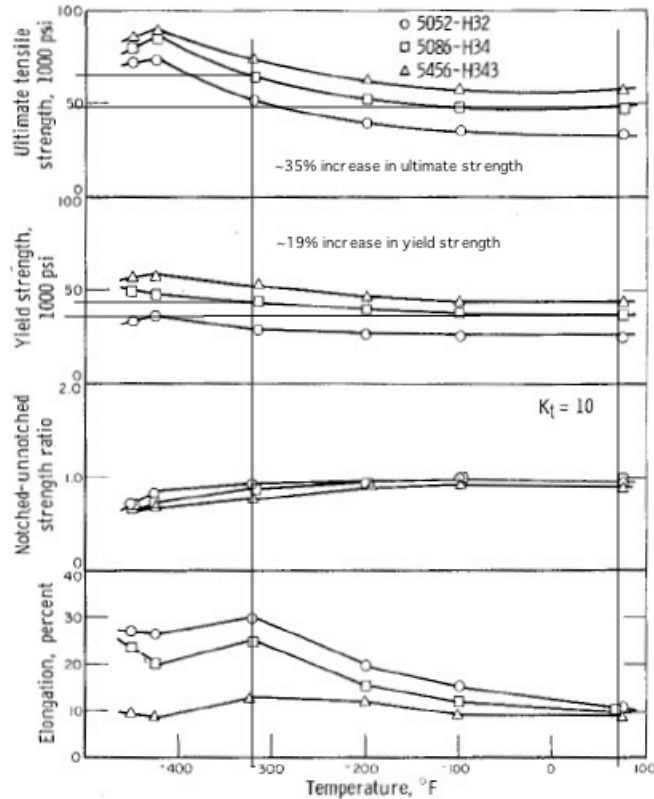 100
50
0
Ultimate tensile
strength, 1000 psi
5052-H32
5086-H34
5456-H343
~35% increase in ultimate strength
100
50
0
Yield strength,
1000 psi
~19% increase in yield strength
2.0
1.0
0
Notched-unnotched
strength ratio
Kt = 10
40
30
20
10
0
Elongation, percent
-400
-300
-200
-100
0
100
Temperature, °F